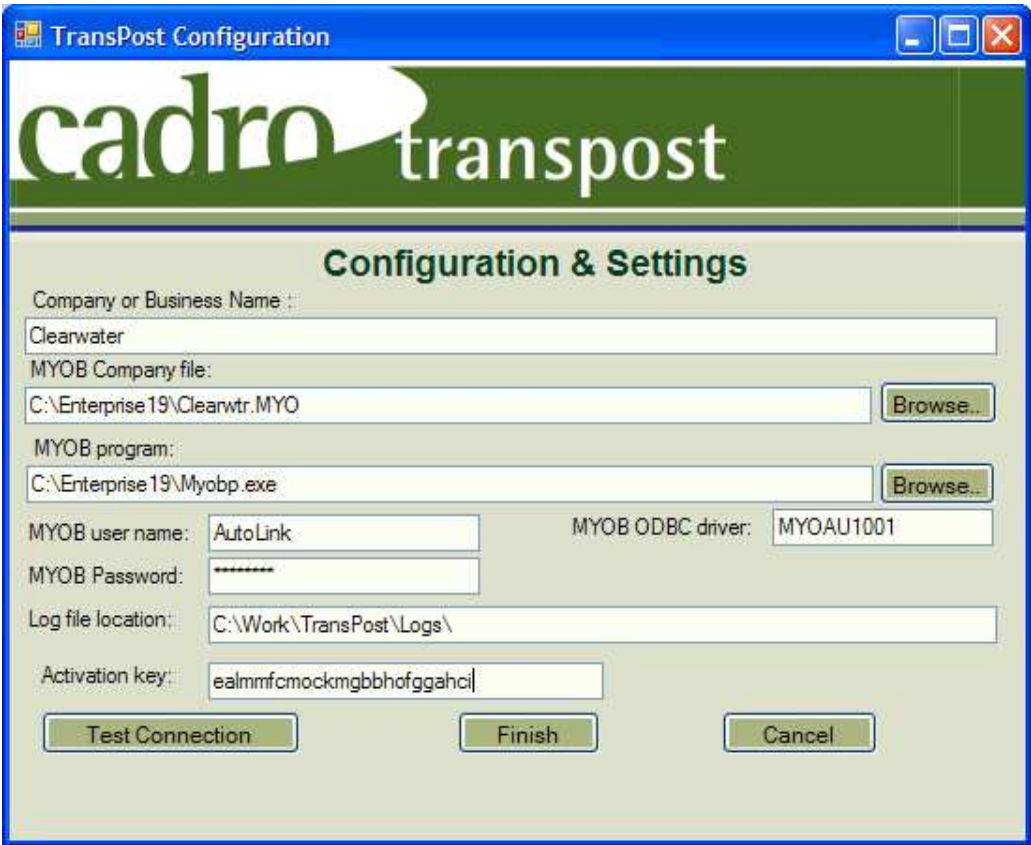 TransPost Configuration
cadro transpost
Configuration & Settings
Company or Business Name :
Clearwater
MYOB Company file:
C:\Enterprise19\Clearwtr.MYO
Browse..
MYOB program:
C:\Enterprise19\Myobp.exe
Browse..
MYOB user name: AutoLink MYOB ODBC driver: MYOAU1001
MYOB Password: ********
Log file location: C:\Work\TransPost\Logs\
Activation key: ealmmfcmockmgbbhofggahci
Test Connection Finish Cancel